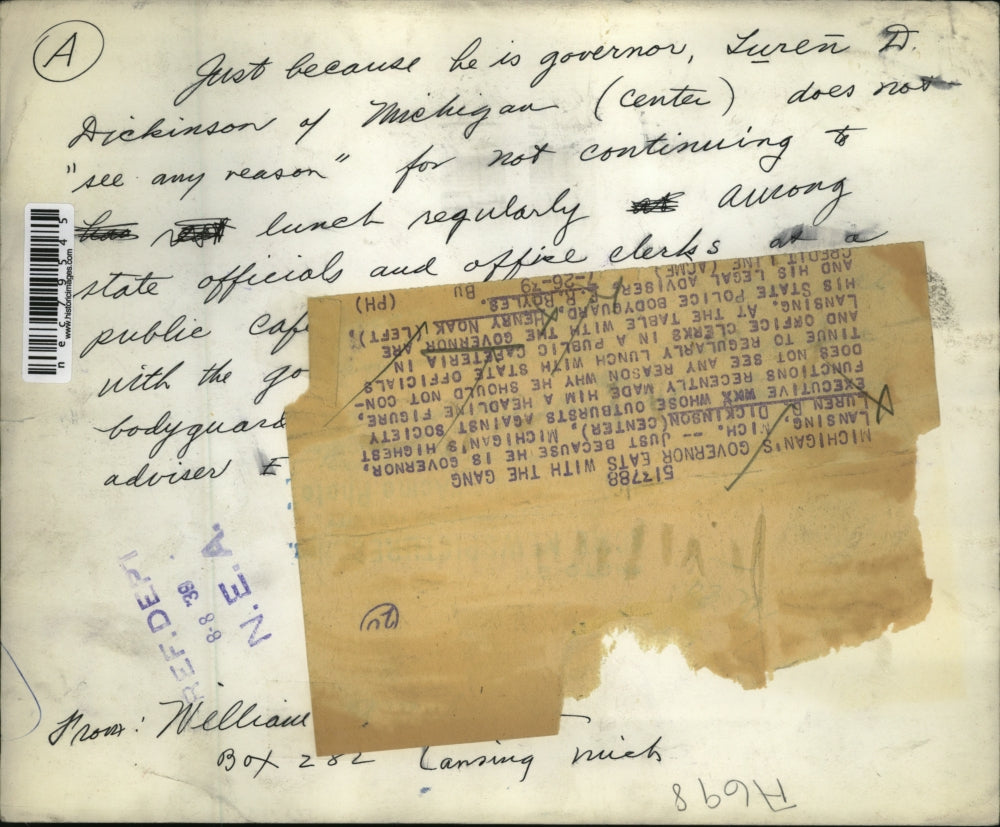 A
Just because he is governor, Luren D.
Dickinson of Michigan (center) does not
"see any reason" for not continuing to
lunch regularly among
state officials and office clerks at a
public caf
with the go
bodyguard
adviser E
517788
MICHIGAN'S GOVERNOR EATS WITH THE GANG
LANSING, MICH. -- JUST BECAUSE HE IS GOVERNOR,
LUREN D. DICKINSON (CENTER), MICHIGAN'S HIGHEST
EXECUTIVE WHOSE OUTBURSTS AGAINST SOCIETY
FUNCTIONS RECENTLY MADE HIM A HEADLINE FIGURE,
DOES NOT SEE ANY REASON WHY HE SHOULD NOT CON-
TINUE TO REGULARLY LUNCH WITH STATE OFFICIALS
AND OFFICE CLERKS IN A PUBLIC CAFETERIA IN
LANSING. AT THE TABLE WITH THE GOVERNOR ARE
HIS STATE POLICE BODYGUARD, HENRY NOAK (LEFT),
AND HIS LEGAL ADVISER, E.R. BOYLES.
CREDIT LINE (ACME) 7-26-39 BU (PH)
REF. DEPT
8-8 '39
N. E. A.
From: William
Box 282 Lansing Mich
A698
www.historicimages.com
nec79545